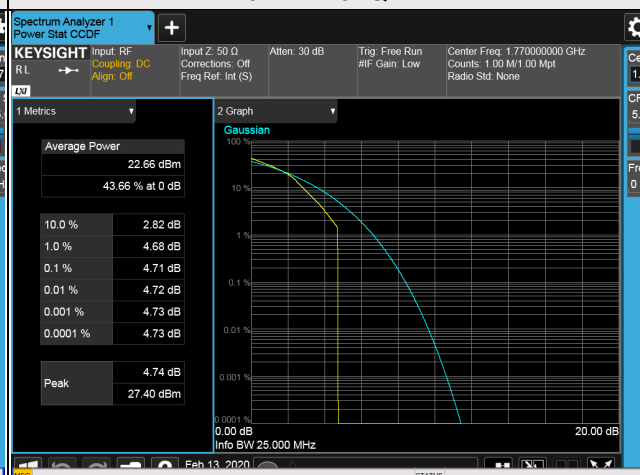 Spectrum Analyzer 1
Power Stat CCDF
KEYSIGHT
R L
LXI
Input: RF
Coupling: DC
Align: Off
Input Z: 50 Ω
Corrections: Off
Freq Ref: Int (S)
Atten: 30 dB
Trig: Free Run
#IF Gain: Low
Center Freq: 1.770000000 GHz
Counts: 1.00 M/1.00 Mpt
Radio Std: None
1 Metrics
Average Power
22.66 dBm
43.66 % at 0 dB
10.0 % 2.82 dB
1.0 % 4.68 dB
0.1 % 4.71 dB
0.01 % 4.72 dB
0.001 % 4.73 dB
0.0001 % 4.73 dB
Peak
4.74 dB
27.40 dBm
2 Graph
Gaussian
100 %
10 %
1 %
0.1 %
0.01 %
0.001 %
0.0001 %
0.00 dB
20.00 dB
Info BW 25.000 MHz
Feb 13, 2020
MSG
STATUS